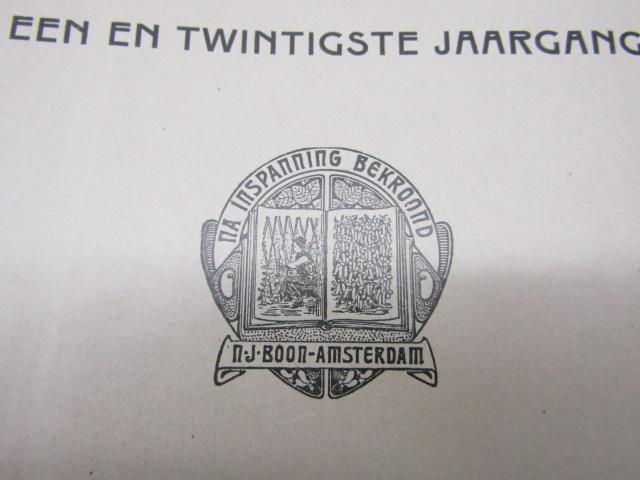 EEN EN TWINTIGSTE JAARGANG
NA INSPANNING BEKROOND
N·J·BOON-AMSTERDAM